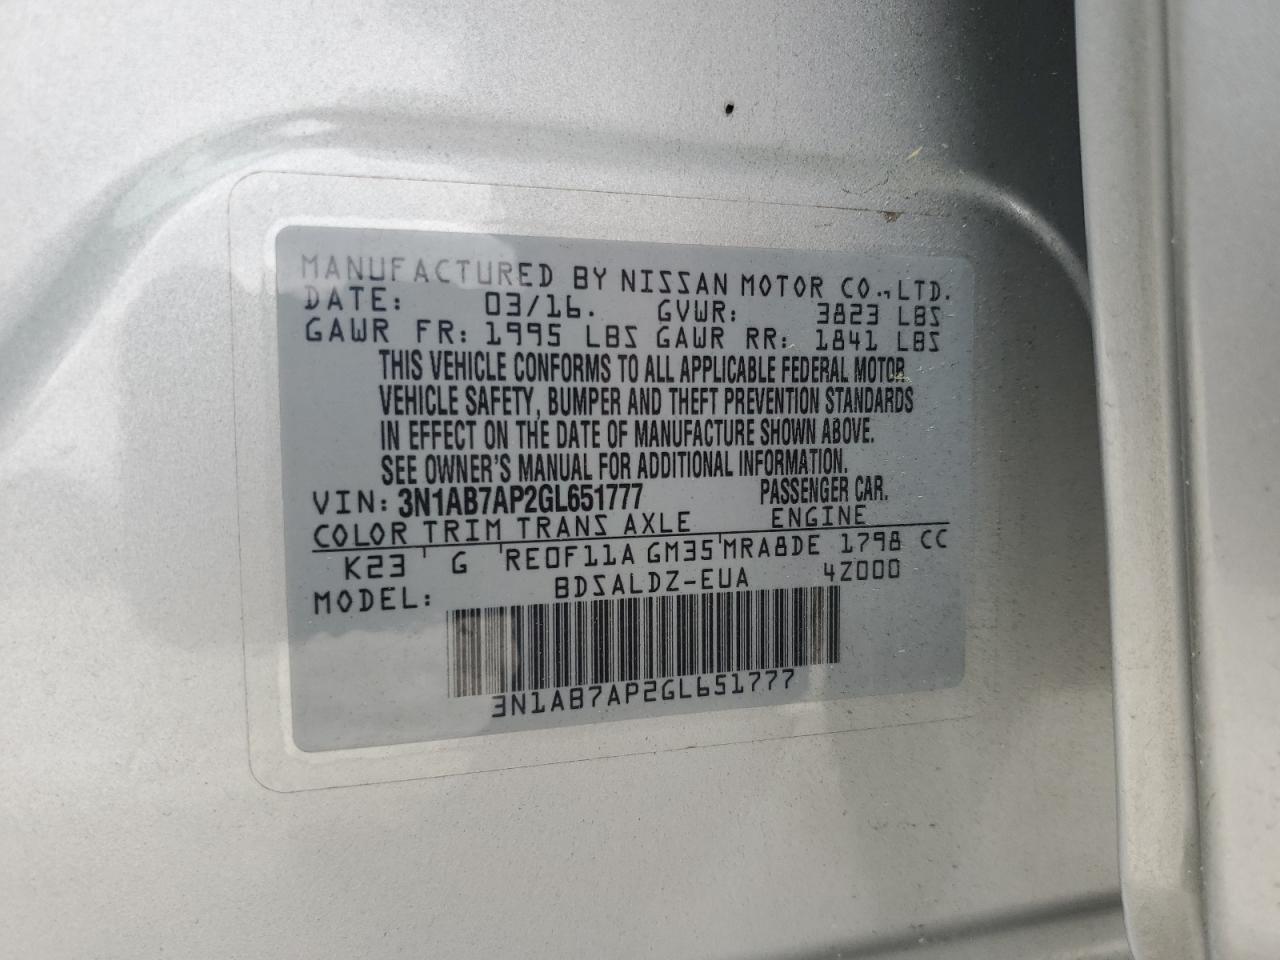 MANUFACTURED BY NISSAN MOTOR CO.,LTD.
DATE: 03/16. GVWR: 3823 LBS
GAWR FR: 1995 LBS GAWR RR: 1841 LBS
THIS VEHICLE CONFORMS TO ALL APPLICABLE FEDERAL MOTOR
VEHICLE SAFETY, BUMPER AND THEFT PREVENTION STANDARDS
IN EFFECT ON THE DATE OF MANUFACTURE SHOWN ABOVE.
SEE OWNER'S MANUAL FOR ADDITIONAL INFORMATION.
VIN: 3N1AB7AP2GL651777 PASSENGER CAR.
COLOR TRIM TRANS AXLE ENGINE
K23 G RE0F11A GM35 MRA8DE 1798 CC
MODEL: BDSALDZ-EUA 4Z000
3N1AB7AP2GL651777